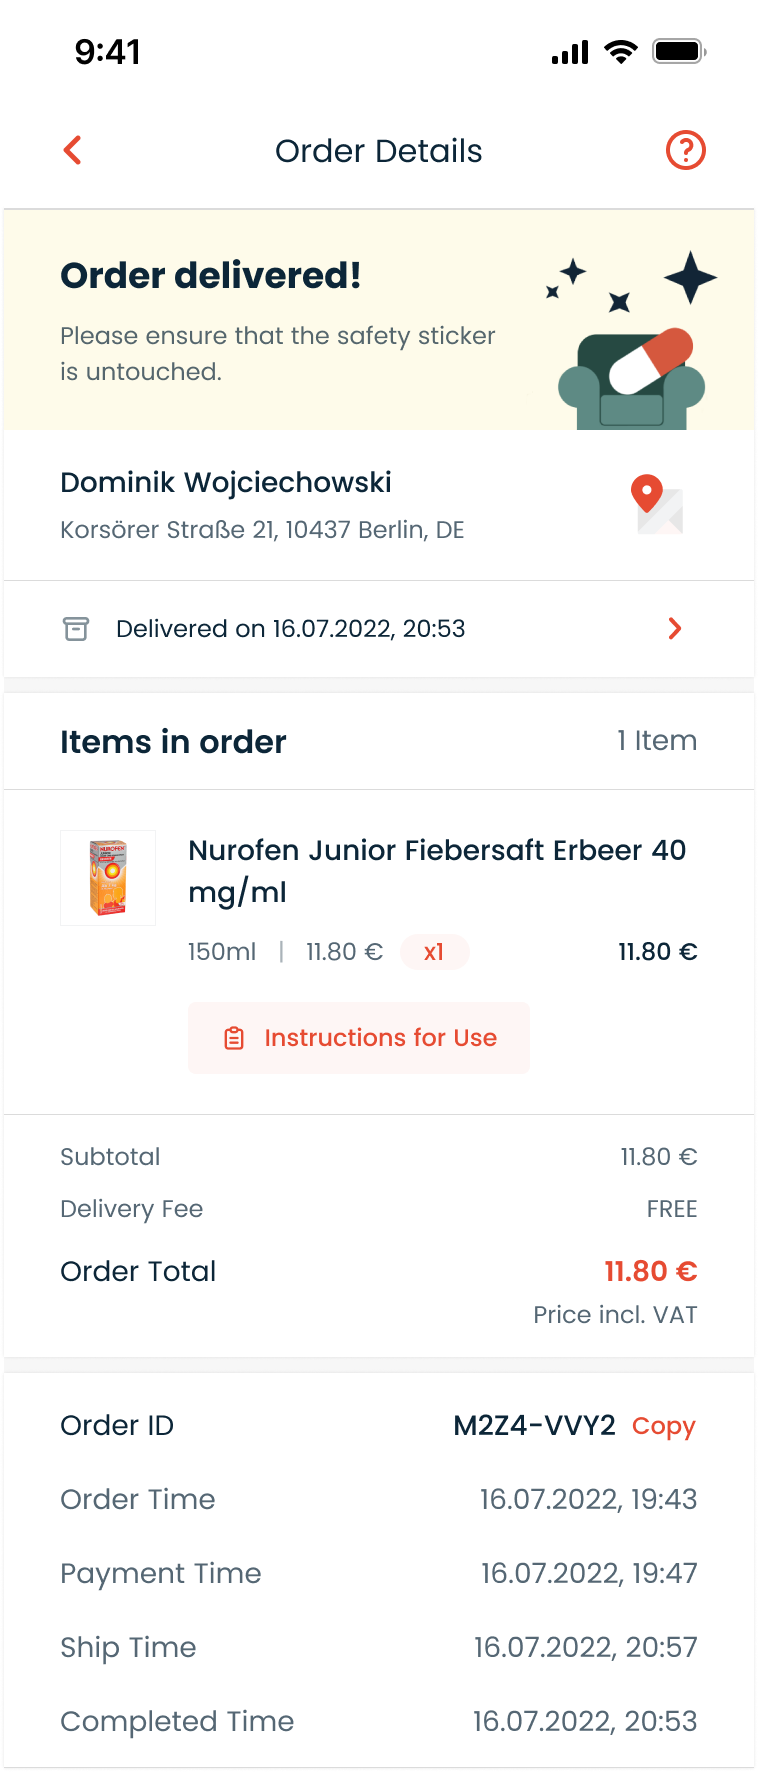 9:41
Order Details
Order delivered!
Please ensure that the safety sticker
is untouched.
Dominik Wojciechowski
Korsörer Straße 21, 10437 Berlin, DE
Delivered on 16.07.2022, 20:53
Items in order 1 Item
Nurofen Junior Fiebersaft Erbeer 40
mg/ml
NUROFEN
150ml | 11.80 € x1 11.80 €
Instructions for Use
Subtotal 11.80 €
Delivery Fee FREE
Order Total 11.80 €
Price incl. VAT
Order ID M2Z4-VVY2 Copy
Order Time 16.07.2022, 19:43
Payment Time 16.07.2022, 19:47
Ship Time 16.07.2022, 20:57
Completed Time 16.07.2022, 20:53